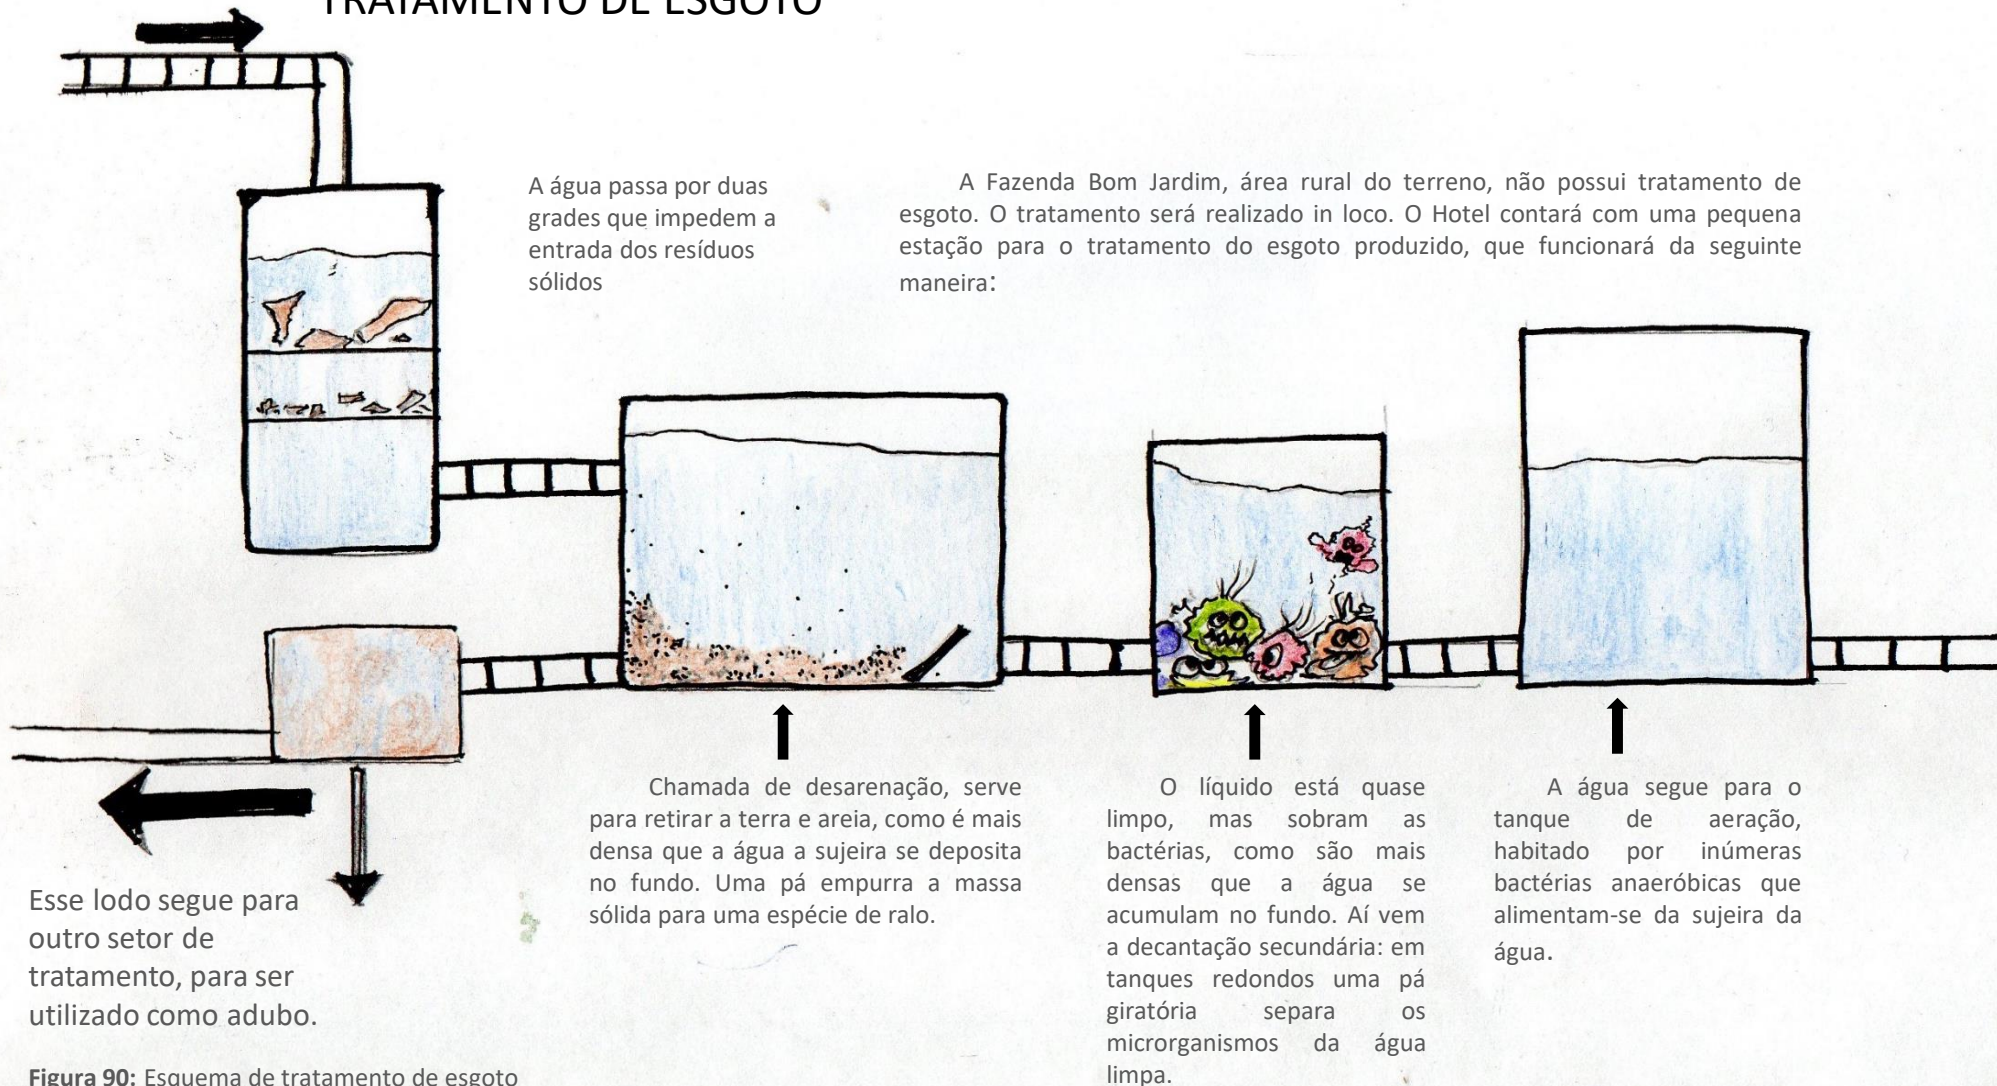 TRATAMENTO DE ESGOTO
A água passa por duas
grades que impedem a
entrada dos resíduos
sólidos
A Fazenda Bom Jardim, área rural do terreno, não possui tratamento de
esgoto. O tratamento será realizado in loco. O Hotel contará com uma pequena
estação para o tratamento do esgoto produzido, que funcionará da seguinte
maneira:
Chamada de desarenação, serve
para retirar a terra e areia, como é mais
densa que a água a sujeira se deposita
no fundo. Uma pá empurra a massa
sólida para uma espécie de ralo.
O líquido está quase
limpo, mas sobram as
bactérias, como são mais
densas que a água se
acumulam no fundo. Aí vem
a decantação secundária: em
tanques redondos uma pá
giratória separa os
microrganismos da água
limpa.
A água segue para o
tanque de aeração,
habitado por inúmeras
bactérias anaeróbicas que
alimentam-se da sujeira da
água.
Esse lodo segue para
outro setor de
tratamento, para ser
utilizado como adubo.
Figura 90: Esquema de tratamento de esgoto